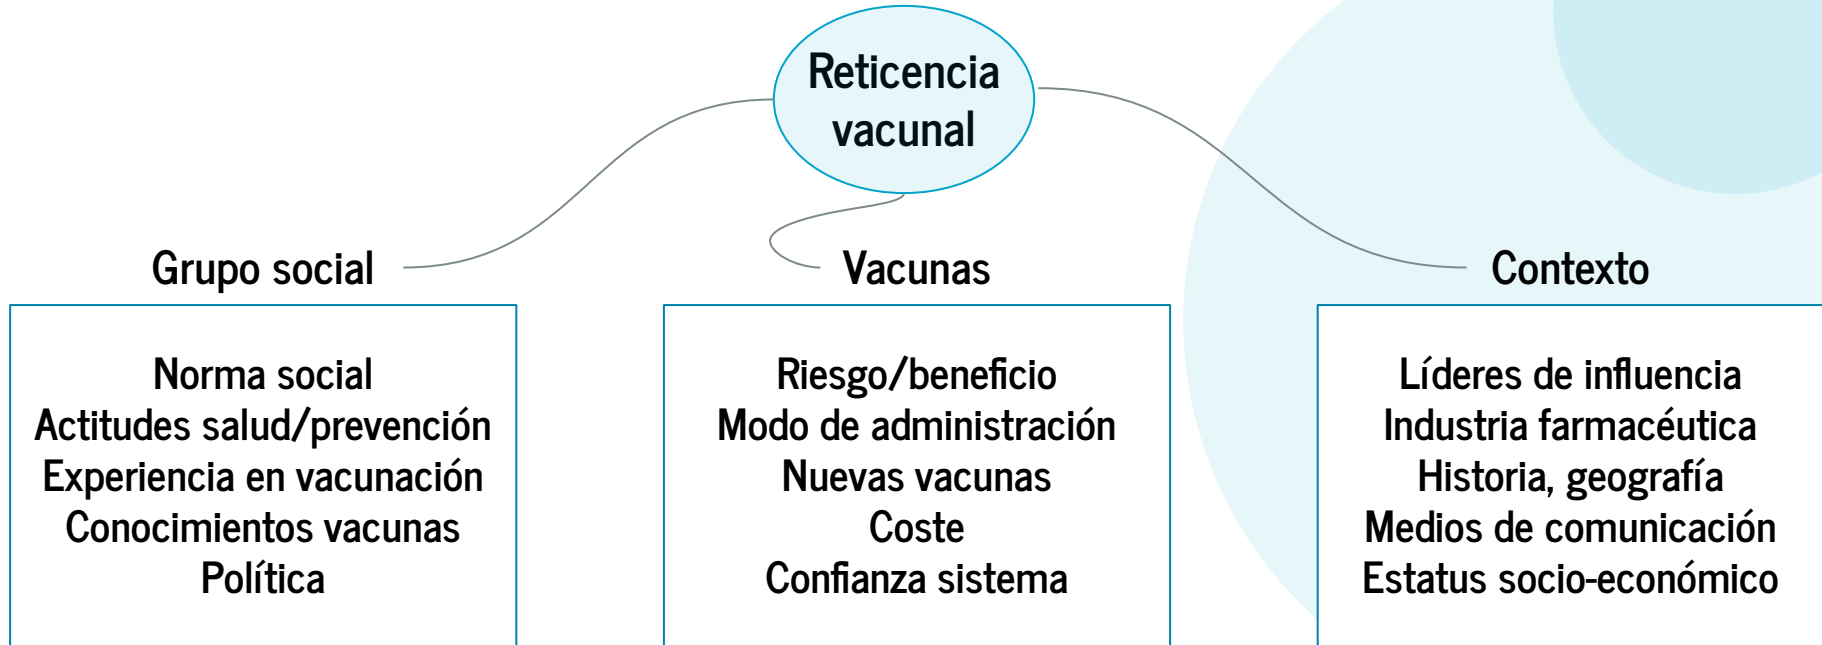 Reticencia
vacunal
Grupo social
Norma social
Actitudes salud/prevención
Experiencia en vacunación
Conocimientos vacunas
Política
Vacunas
Riesgo/beneficio
Modo de administración
Nuevas vacunas
Coste
Confianza sistema
Contexto
Líderes de influencia
Industria farmacéutica
Historia, geografía
Medios de comunicación
Estatus socio-económico